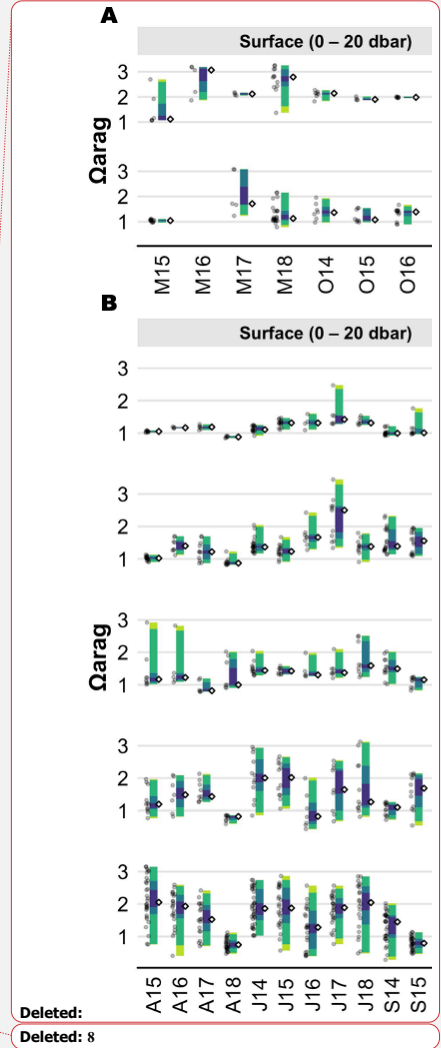 A
Surface (0 – 20 dbar)
3
2
1
Ωarag
3
2
1
M15
M16
M17
M18
O14
O15
O16
B
Surface (0 – 20 dbar)
3
2
1
3
2
1
Ωarag
3
2
1
3
2
1
3
2
1
A15
A16
A17
A18
J14
J15
J16
J17
J18
S14
S15
Deleted:
Deleted: 8